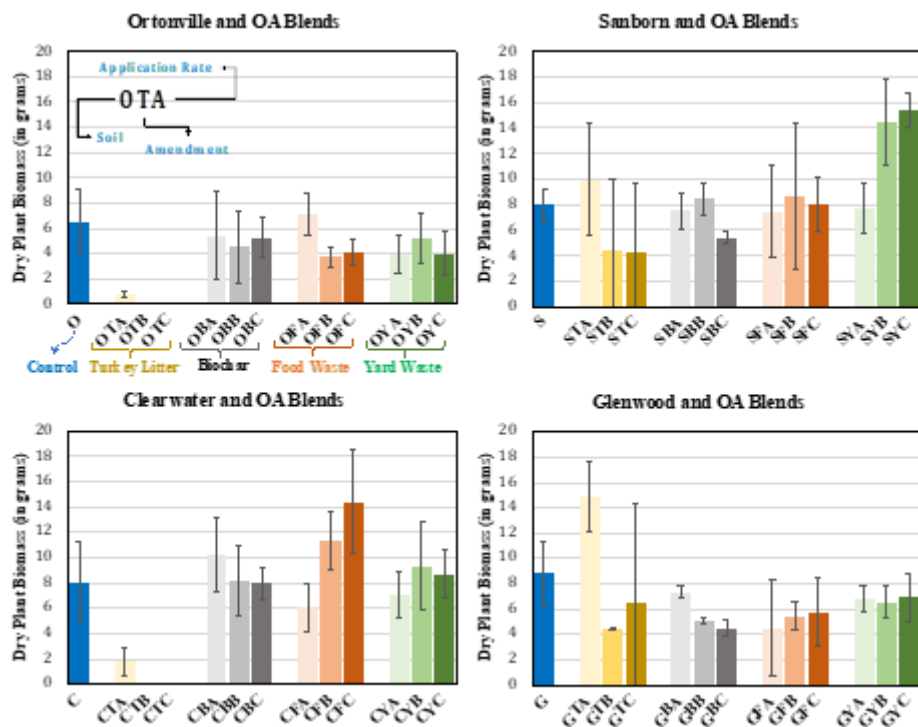 Ortonville and OA Blends
Dry Plant Biomass (in grams)
20
18
16
14
12
10
8
6
4
2
0
Application Rate
OTA
Soil
Amendment
O
OTA
OTB
OTC
OBA
OBB
OBC
OFA
OFB
OFC
OYA
OYB
OYC
Control
Turkey Litter
Biochar
Food Waste
Yard Waste
Sanborn and OA Blends
Dry Plant Biomass (in grams)
20
18
16
14
12
10
8
6
4
2
0
S
STA
STB
STC
SBA
SBB
SBC
SFA
SFB
SFC
SYA
SYB
SYC
Clearwater and OA Blends
Dry Plant Biomass (in grams)
20
18
16
14
12
10
8
6
4
2
0
C
CTA
CTB
CTC
CBA
CBB
CBC
CFA
CFB
CFC
CYA
CYB
CYC
Glenwood and OA Blends
Dry Plant Biomass (in grams)
20
18
16
14
12
10
8
6
4
2
0
G
GTA
GTB
GTC
GBA
GBB
GBC
GFA
GFB
GFC
GYA
GYB
GYC